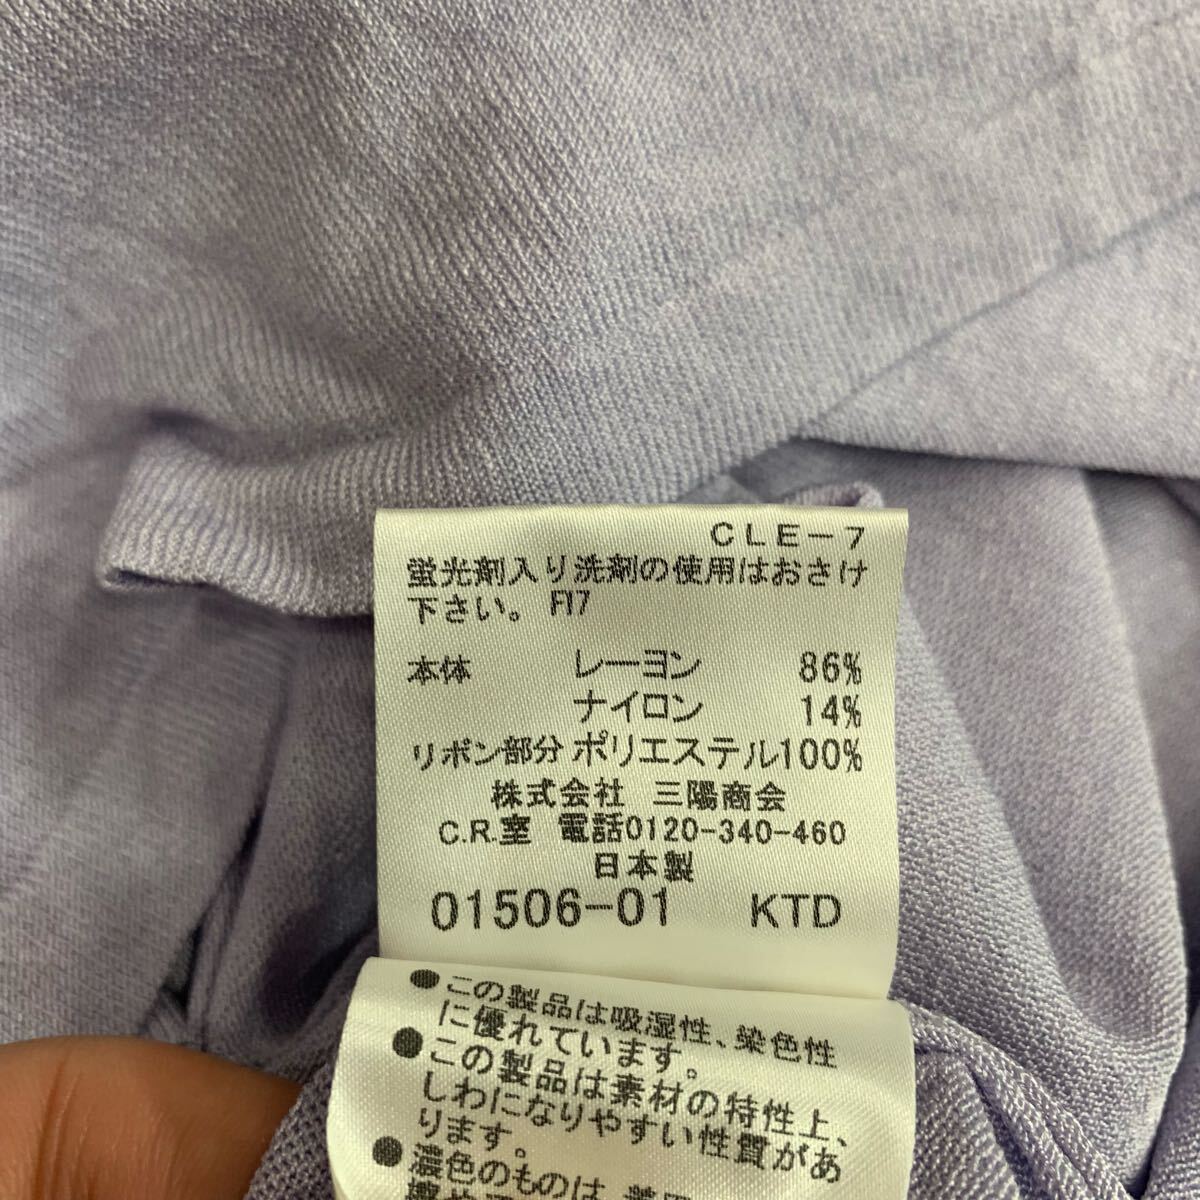 CLE-7
蛍光剤入り洗剤の使用はおさけ
下さい。 F17
本体 レーヨン 86%
ナイロン 14%
リボン部分 ポリエステル100%
株式会社 三陽商会
C.R.室 電話0120-340-460
日本製
01506-01 KTD
●この製品は吸湿性、染色性
に優れています。
●この製品は素材の特性上、
しわになりやすい性質があ
ります。
●濃色のものは、着用